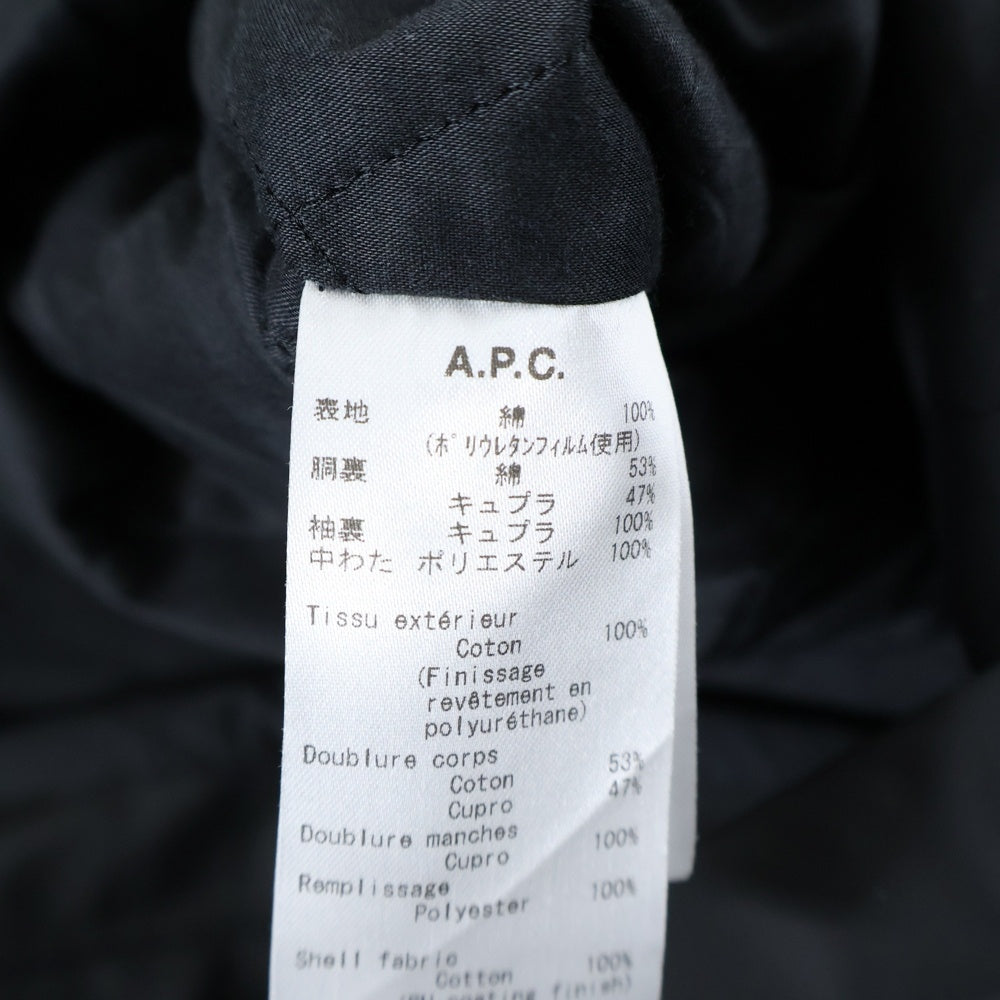 A.P.C.
表地 綿 100%
(ポリウレタンフィルム使用)
胴裏 綿 53%
キュプラ 47%
袖裏 キュプラ 100%
中わた ポリエステル 100%
Tissu extérieur
Coton 100%
(Finissage
revêtement en
polyuréthane)
Doublure corps
Coton 53%
Cupro 47%
Doublure manches
Cupro 100%
Remplissage
Polyester 100%
Shell fabric
Cotton 100%
(PU coating finish)